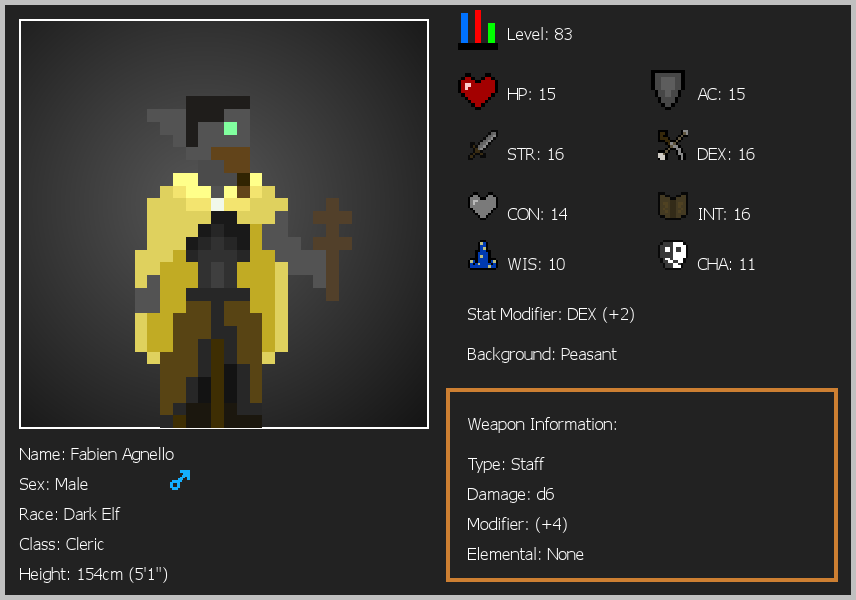 Level: 83
HP: 15
AC: 15
STR: 16
DEX: 16
CON: 14
INT: 16
WIS: 10
CHA: 11
Stat Modifier: DEX (+2)
Background: Peasant
Weapon Information:
Type: Staff
Damage: d6
Modifier: (+4)
Elemental: None
Name: Fabien Agnello
Sex: Male
Race: Dark Elf
Class: Cleric
Height: 154cm (5'1")